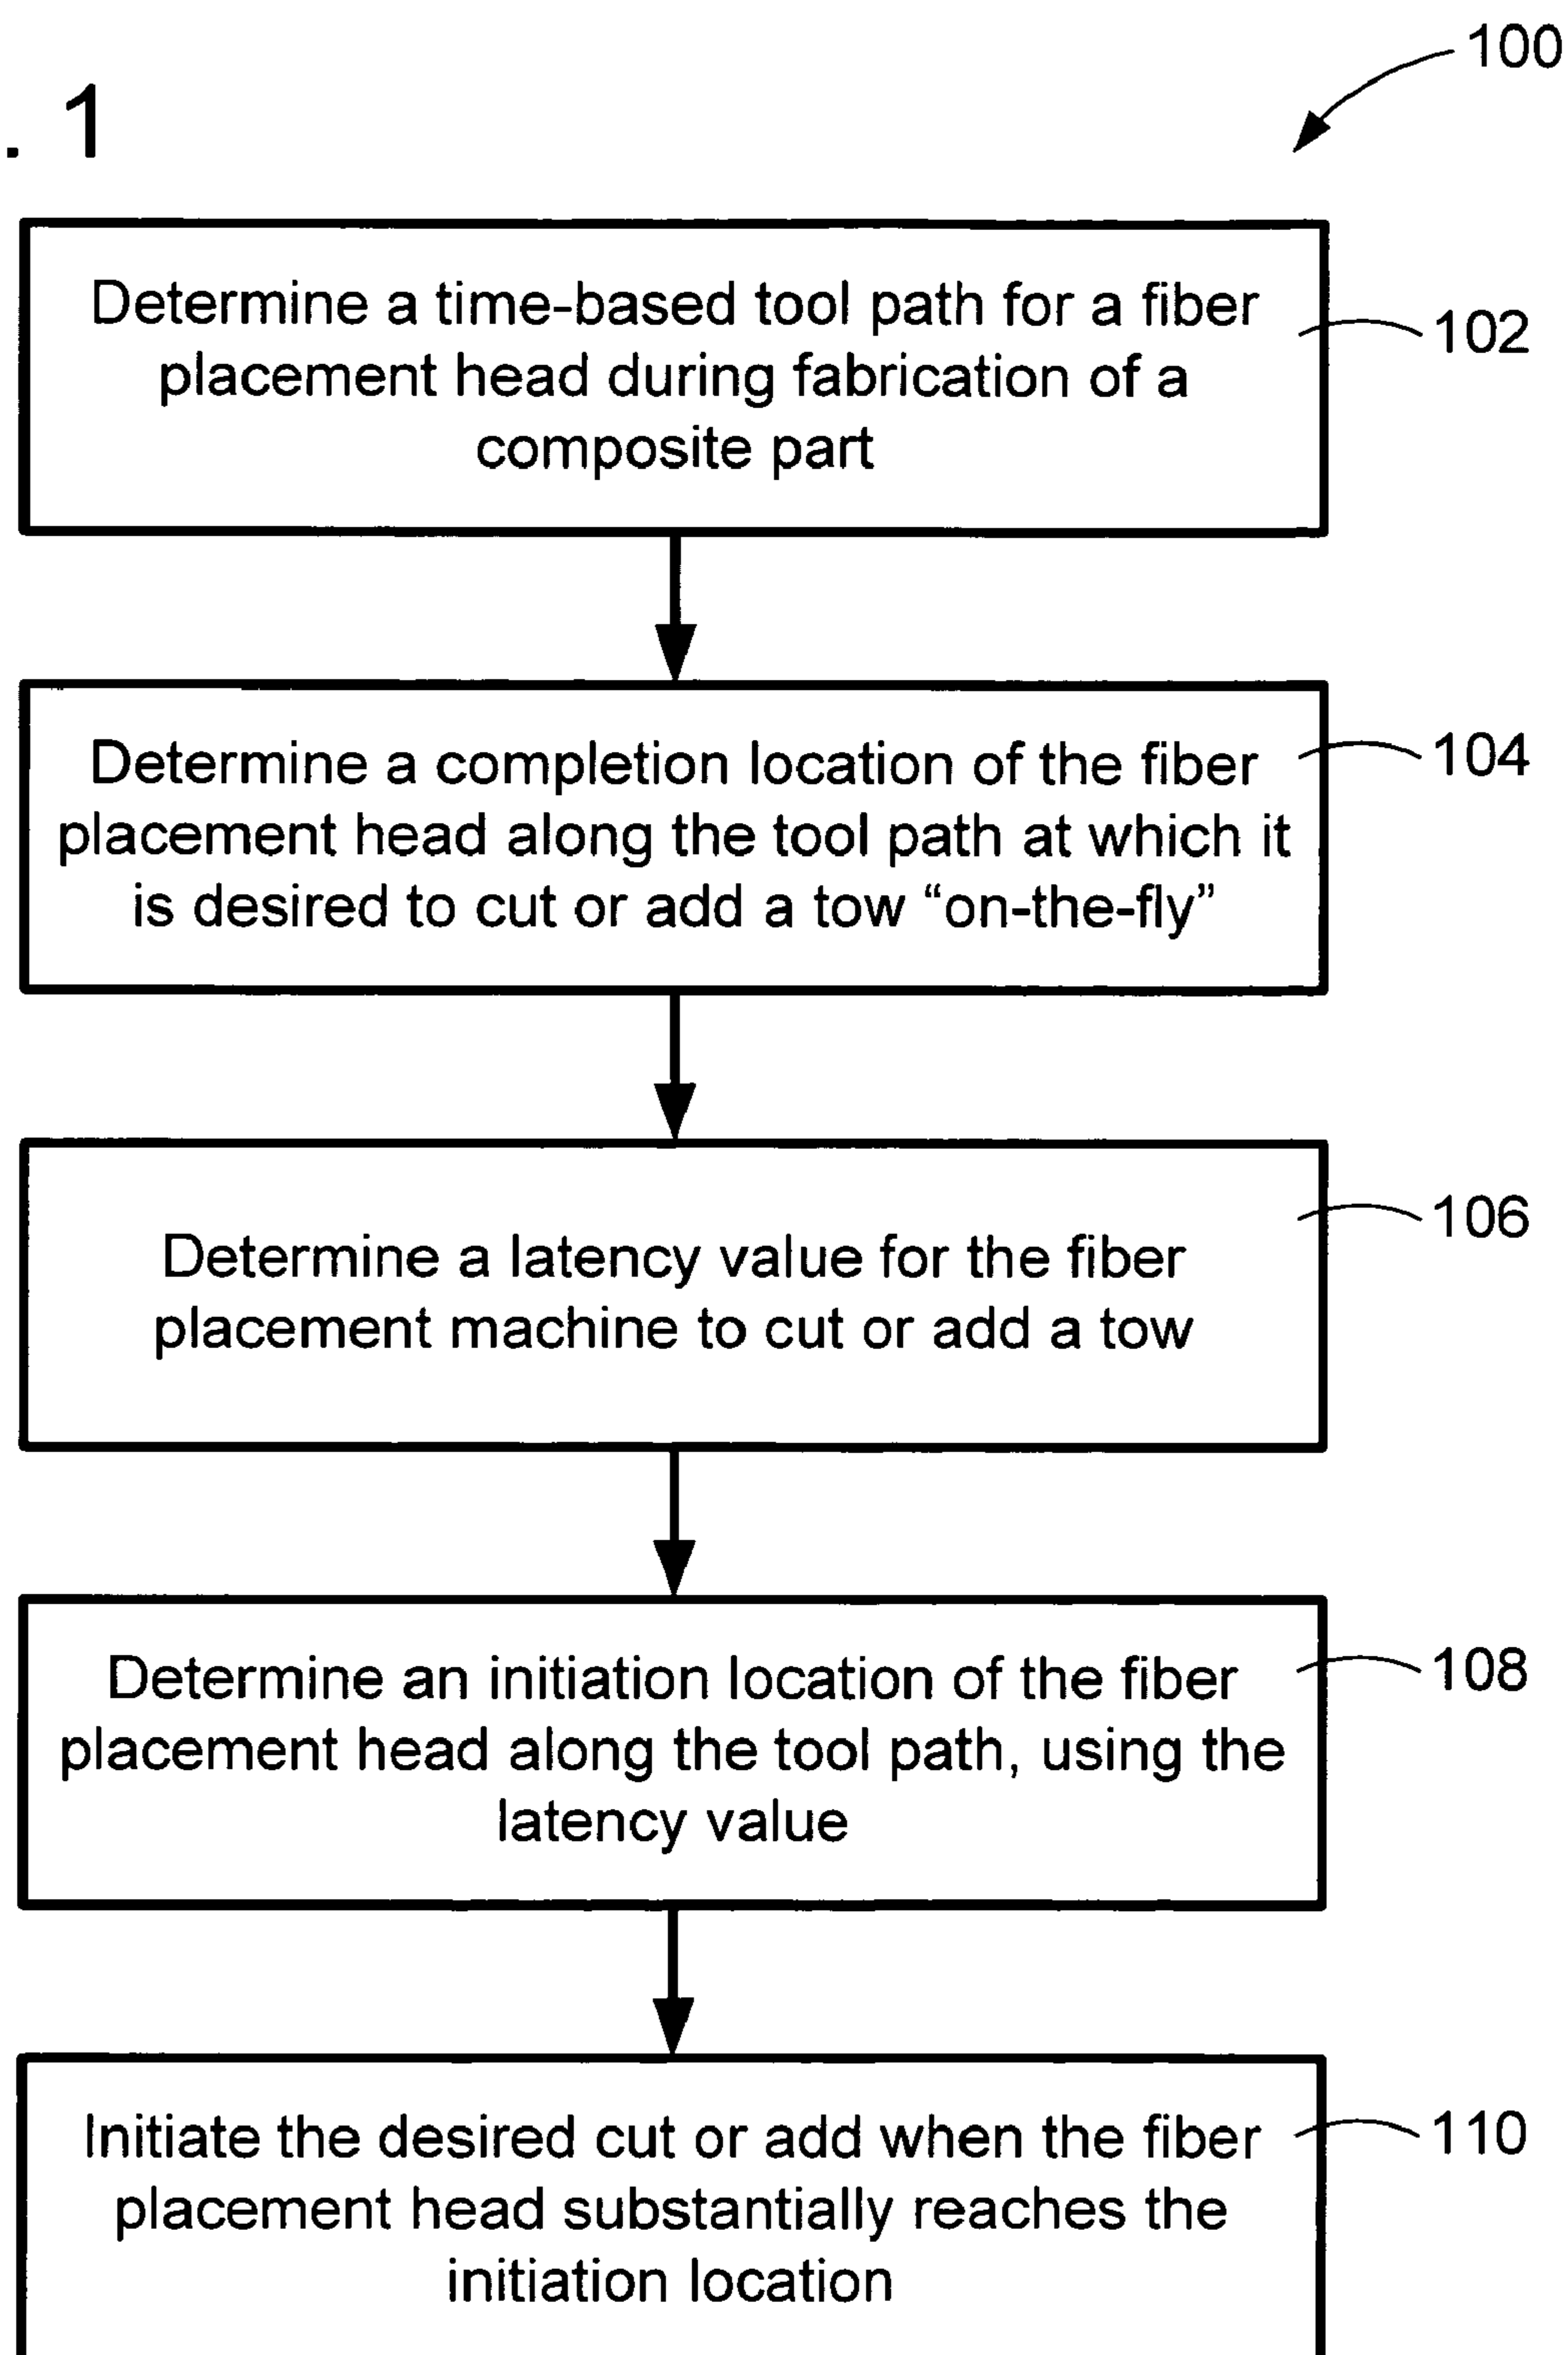 100
. 1
Determine a time-based tool path for a fiber
placement head during fabrication of a
composite part
102
Determine a completion location of the fiber
placement head along the tool path at which it
is desired to cut or add a tow “on-the-fly”
104
Determine a latency value for the fiber
placement machine to cut or add a tow
106
Determine an initiation location of the fiber
placement head along the tool path, using the
latency value
108
Initiate the desired cut or add when the fiber
placement head substantially reaches the
initiation location
110